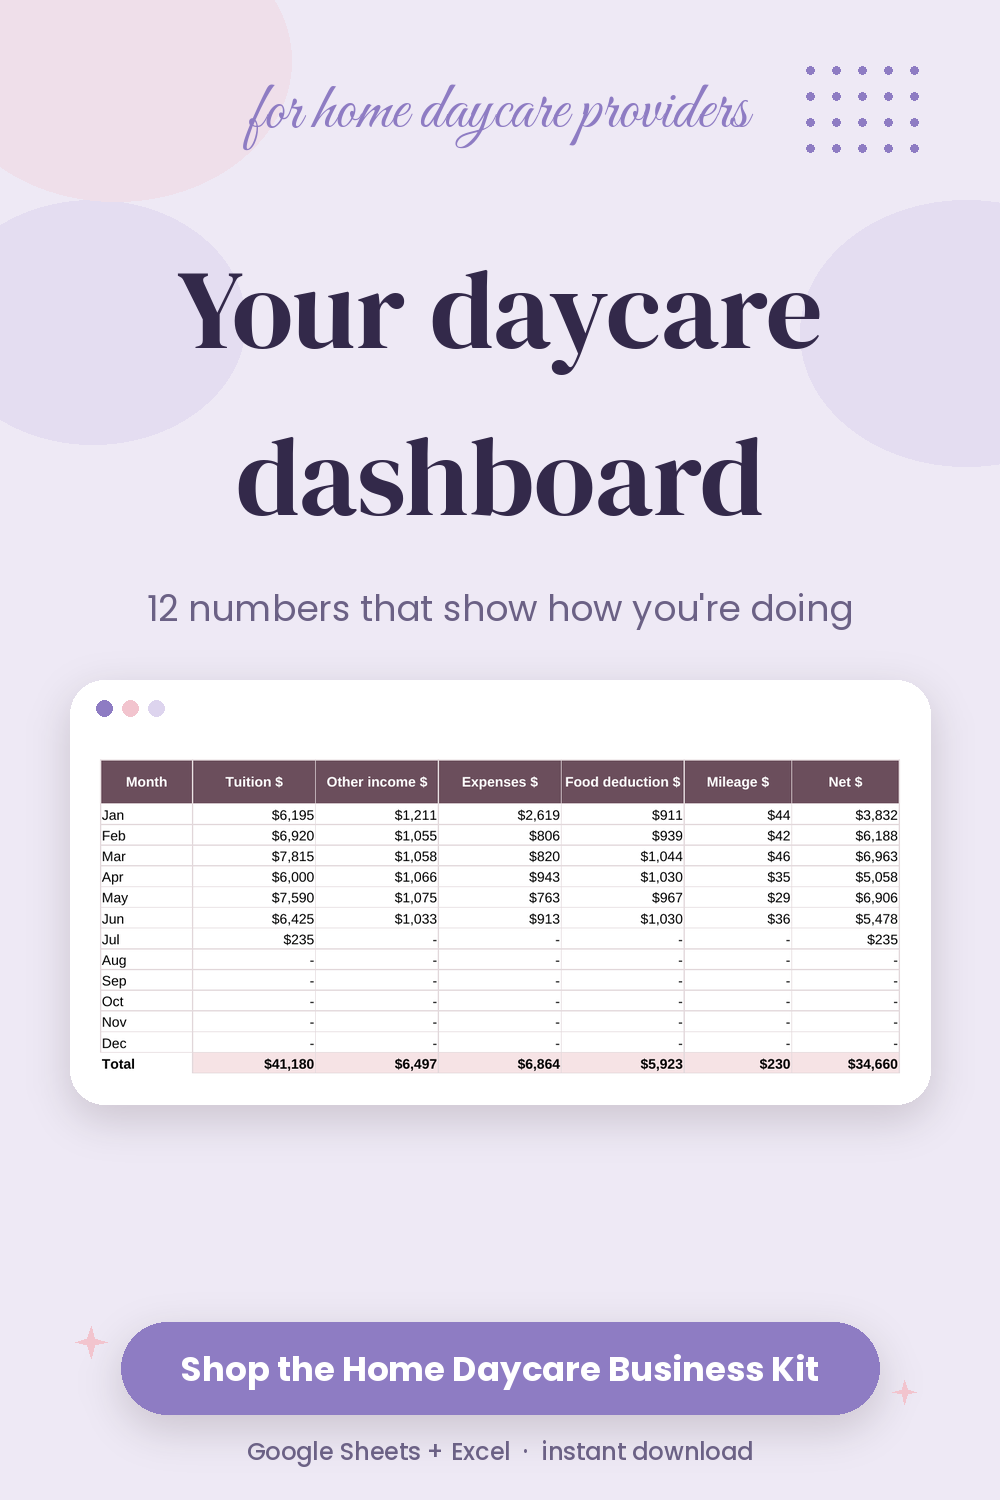 for home daycare providers
Your daycare
dashboard
12 numbers that show how you're doing
Month Tuition $ Other income $ Expenses $ Food deduction $ Mileage $ Net $
Jan $6,195 $1,211 $2,619 $911 $44 $3,832
Feb $6,920 $1,055 $806 $939 $42 $6,188
Mar $7,815 $1,058 $820 $1,044 $46 $6,963
Apr $6,000 $1,066 $943 $1,030 $35 $5,058
May $7,590 $1,075 $763 $967 $29 $6,906
Jun $6,425 $1,033 $913 $1,030 $36 $5,478
Jul $235 - - - - $235
Aug - - - - - -
Sep - - - - - -
Oct - - - - - -
Nov - - - - - -
Dec - - - - - -
Total $41,180 $6,497 $6,864 $5,923 $230 $34,660
Shop the Home Daycare Business Kit
Google Sheets + Excel · instant download